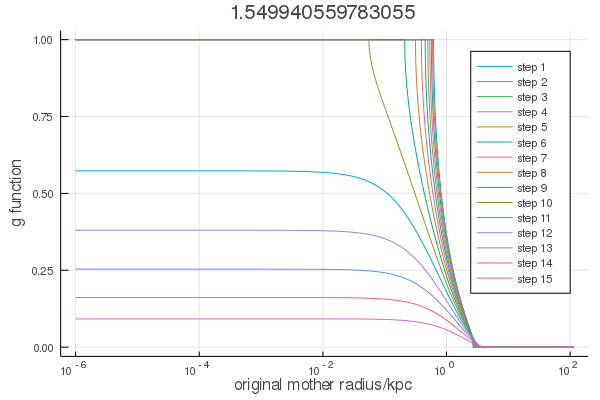 1.549940559783055
g function
1.00
0.75
0.50
0.25
0.00
step 1
step 2
step 3
step 4
step 5
step 6
step 7
step 8
step 9
step 10
step 11
step 12
step 13
step 14
step 15
10^-6
10^-4
10^-2
10^0
10^2
original mother radius/kpc